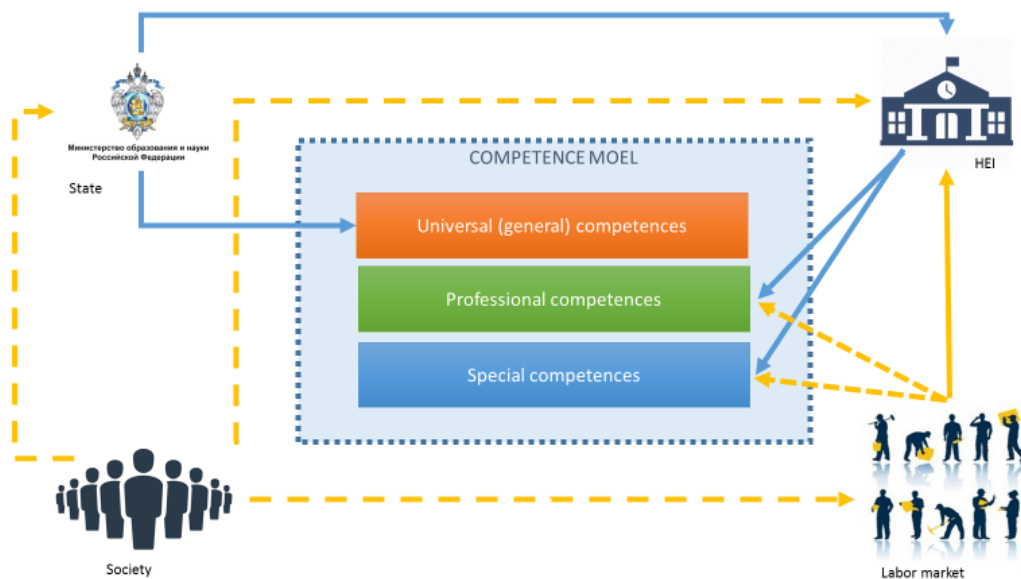 Министерство образования и науки
Российской Федерации
State
HEI
COMPETENCE MOEL
Universal (general) competences
Professional competences
Special competences
Society
Labor market